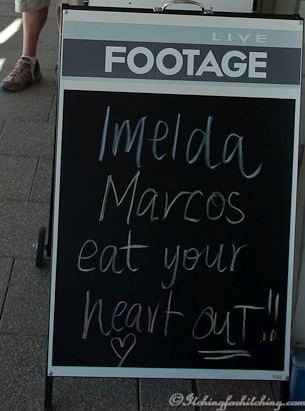 LIVE
FOOTAGE
Imelda
Marcos
eat your
heart OUT!!
©Itchingforhitching.com